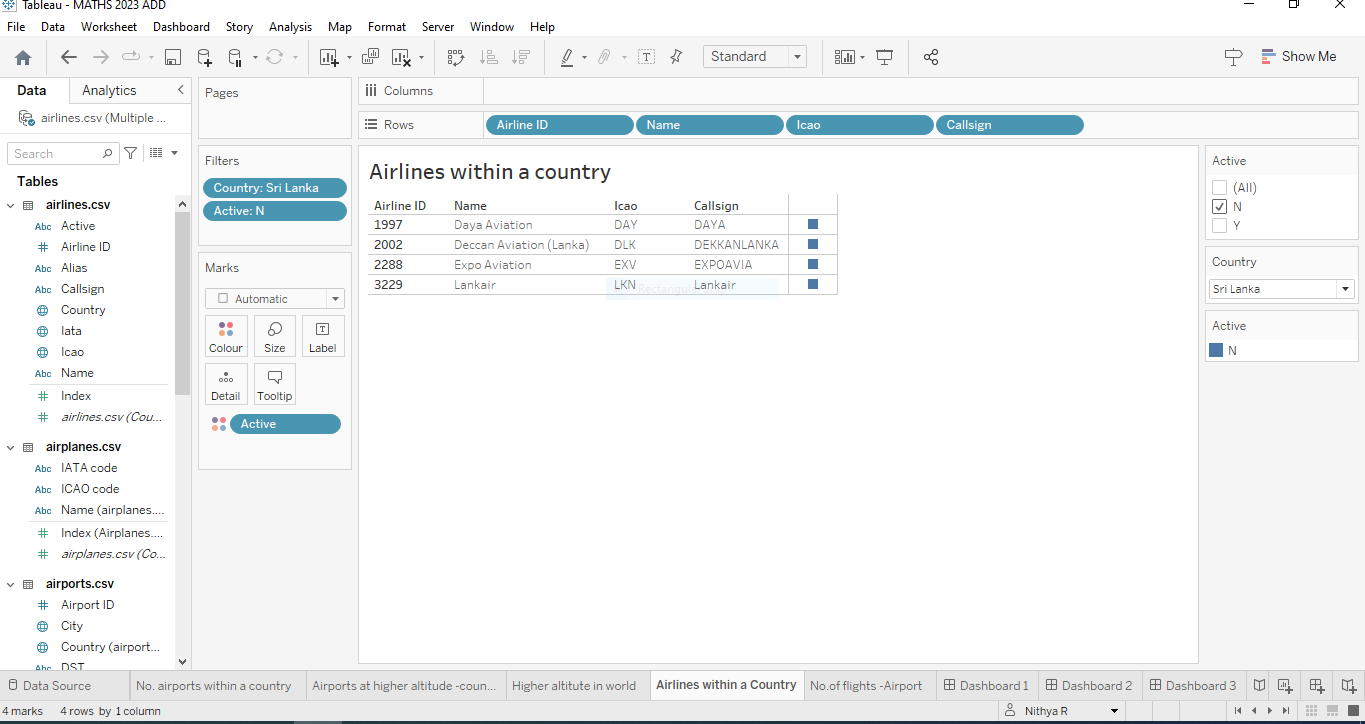 Tableau - MATHS 2023 ADD
File Data Worksheet Dashboard Story Analysis Map Format Server Window Help
Standard
Show Me
Data Analytics
airlines.csv (Multiple ...
Search
Tables
airlines.csv
Abc Active
# Airline ID
Abc Alias
Abc Callsign
Country
Iata
Icao
Abc Name
# Index
# airlines.csv (Cou...
airplanes.csv
Abc IATA code
Abc ICAO code
Abc Name (airplanes....
# Index (Airplanes....
# airplanes.csv (Co...
airports.csv
# Airport ID
City
Country (airport...
Abc DST
Pages
Filters
Country: Sri Lanka
Active: N
Marks
Automatic
Colour Size Label
Detail Tooltip
Active
Columns
Rows Airline ID Name Icao Callsign
Airlines within a country
Airline ID Name Icao Callsign
1997 Daya Aviation DAY DAYA
2002 Deccan Aviation (Lanka) DLK DEKKANLANKA
2288 Expo Aviation EXV EXPOAVIA
3229 Lankair LKN Lankair
Active
(All)
N
Y
Country
Sri Lanka
Active
N
Data Source No. airports within a country Airports at higher altitude -coun... Higher altitute in world Airlines within a Country No.of flights -Airport Dashboard 1 Dashboard 2 Dashboard 3
4 marks 4 rows by 1 column Nithya R